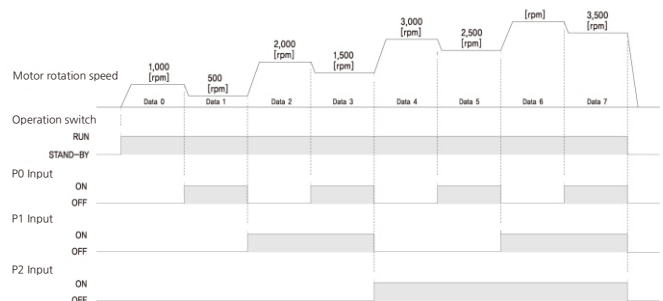 [rpm]
3,500
[rpm]
3,000
[rpm]
2,500
[rpm]
2,000
[rpm]
1,500
[rpm]
1,000
[rpm]
500
[rpm]
Motor rotation speed
Data 0 Data 1 Data 2 Data 3 Data 4 Data 5 Data 6 Data 7
Operation switch
RUN
STAND-BY
P0 Input
ON
OFF
P1 Input
ON
OFF
P2 Input
ON
OFF